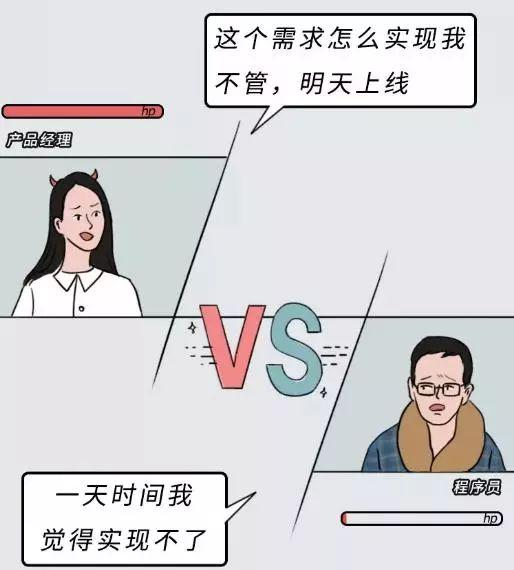 这个需求怎么实现我
不管，明天上线
hp
产品经理
VS
程序员
hp
一天时间我
觉得实现不了